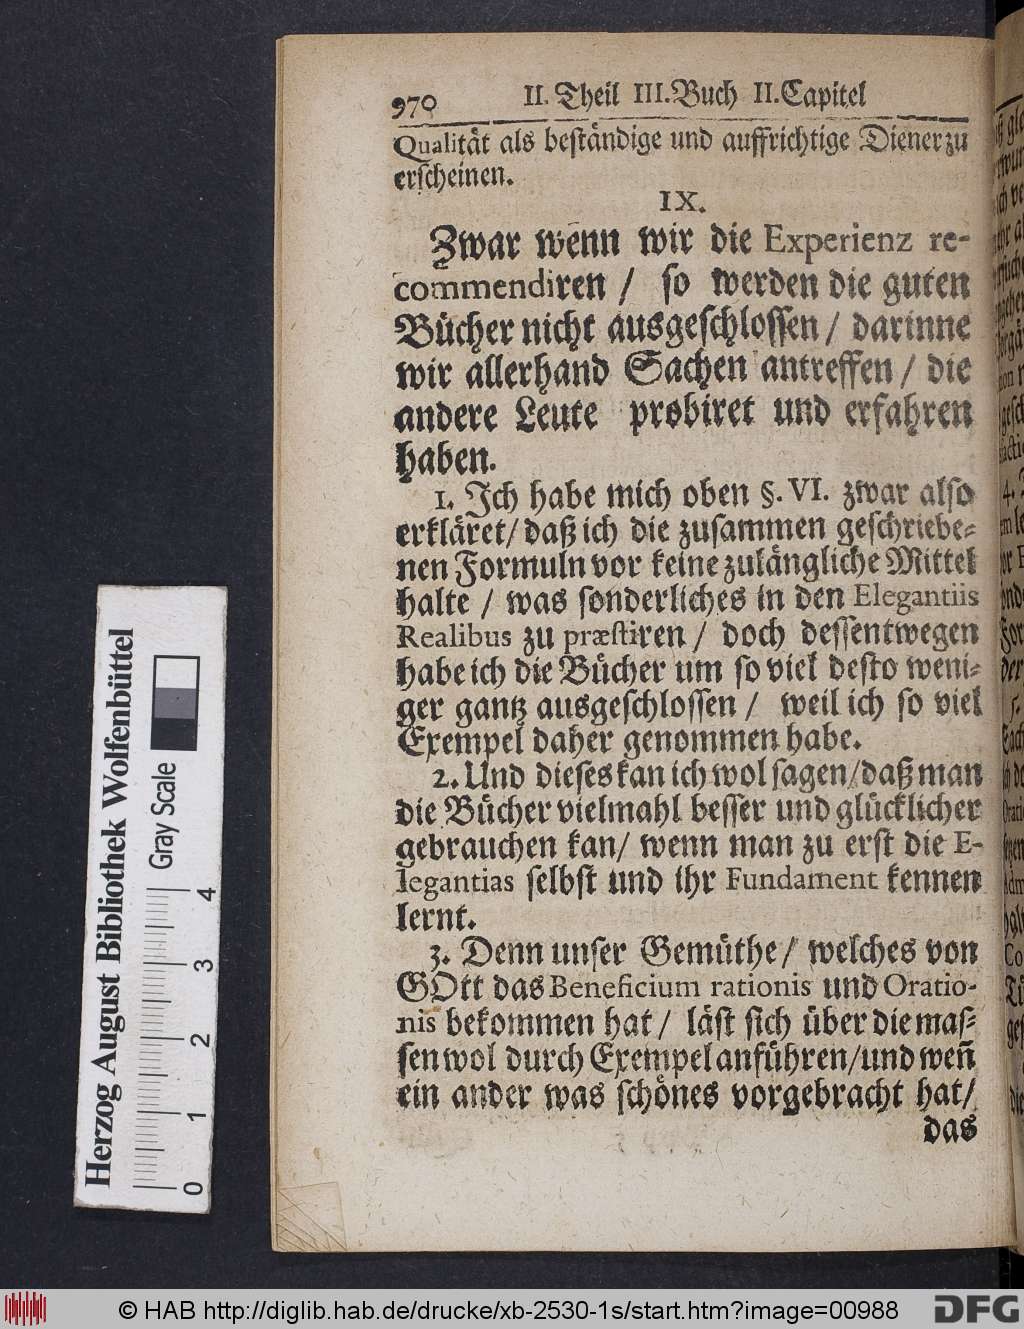 970 II. Theil III. Buch II. Capitel
Qualität als beständige und auffrichtige Diener zu
erscheinen.
IX.
Zwar wenn wir die Experienz re-
commendiren / so werden die guten
Bücher nicht ausgeschlossen / darinne
wir allerhand Sachen antreffen / die
andere Leute probiret und erfahren
haben.
1. Jch habe mich oben §. VI. zwar also
erkläret / daß ich die zusammen geschriebe-
nen Formuln vor keine zulängliche Mittel
halte / was sonderliches in den Elegantiis
Realibus zu præstiren / doch dessentwegen
habe ich die Bücher um so viel desto weni-
ger gantz ausgeschlossen / weil ich so viel
Exempel daher genommen habe.
2. Und dieses kan ich wol sagen / daß man
die Bücher vielmahl besser und glücklicher
gebrauchen kan / wenn man zu erst die E-
legantias selbst und ihr Fundament kennen
lernt.
3. Denn unser Gemüthe / welches von
GOtt das Beneficium rationis und Oratio-
nis bekommen hat / läst sich über die mas-
sen wol durch Exempel anführen / und weñ
ein ander was schönes vorgebracht hat /
das
Herzog August Bibliothek Wolfenbüttel
Gray Scale
0 1 2 3 4
© HAB http://diglib.hab.de/drucke/xb-2530-1s/start.htm?image=00988
DFG